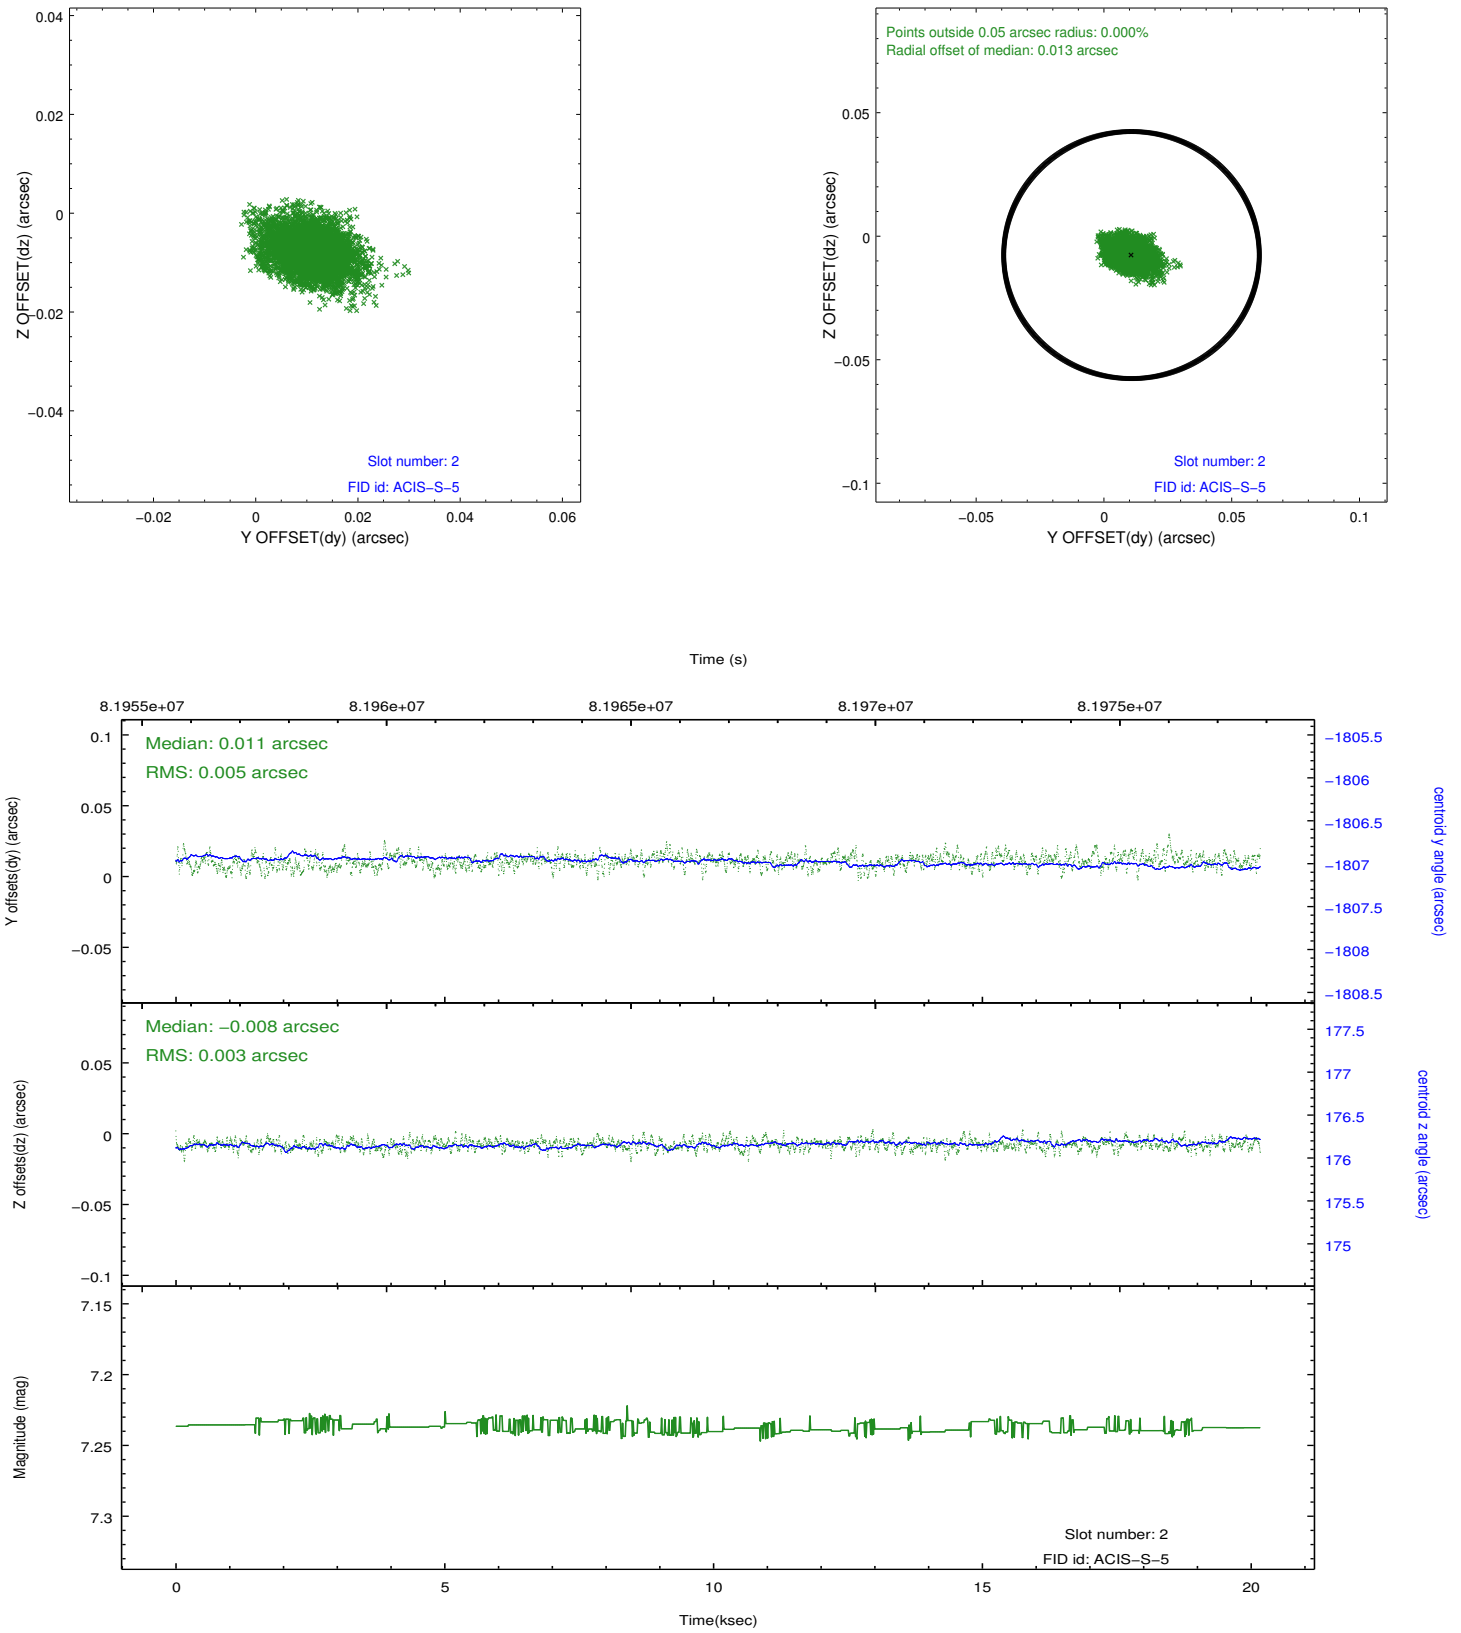 0.04
0.02
0
−0.02
−0.04
Z OFFSET(dz) (arcsec)
Slot number: 2
FID id: ACIS−S−5
−0.02 0 0.02 0.04 0.06
Y OFFSET(dy) (arcsec)
Points outside 0.05 arcsec radius: 0.000%
Radial offset of median: 0.013 arcsec
0.05
0
−0.05
−0.1
Z OFFSET(dz) (arcsec)
Slot number: 2
FID id: ACIS−S−5
−0.05 0 0.05 0.1
Y OFFSET(dy) (arcsec)
Time (s)
8.1955e+07 8.196e+07 8.1965e+07 8.197e+07 8.1975e+07
Median: 0.011 arcsec
RMS: 0.005 arcsec
0.1
0.05
0
−0.05
Y offsets(dy) (arcsec)
−1805.5
−1806
−1806.5
−1807
−1807.5
−1808
−1808.5
centroid y angle (arcsec)
Median: −0.008 arcsec
RMS: 0.003 arcsec
0.05
0
−0.05
−0.1
Z offsets(dz) (arcsec)
177.5
177
176.5
176
175.5
175
centroid z angle (arcsec)
7.15
7.2
7.25
7.3
Magnitude (mag)
Slot number: 2
FID id: ACIS−S−5
0 5 10 15 20
Time(ksec)